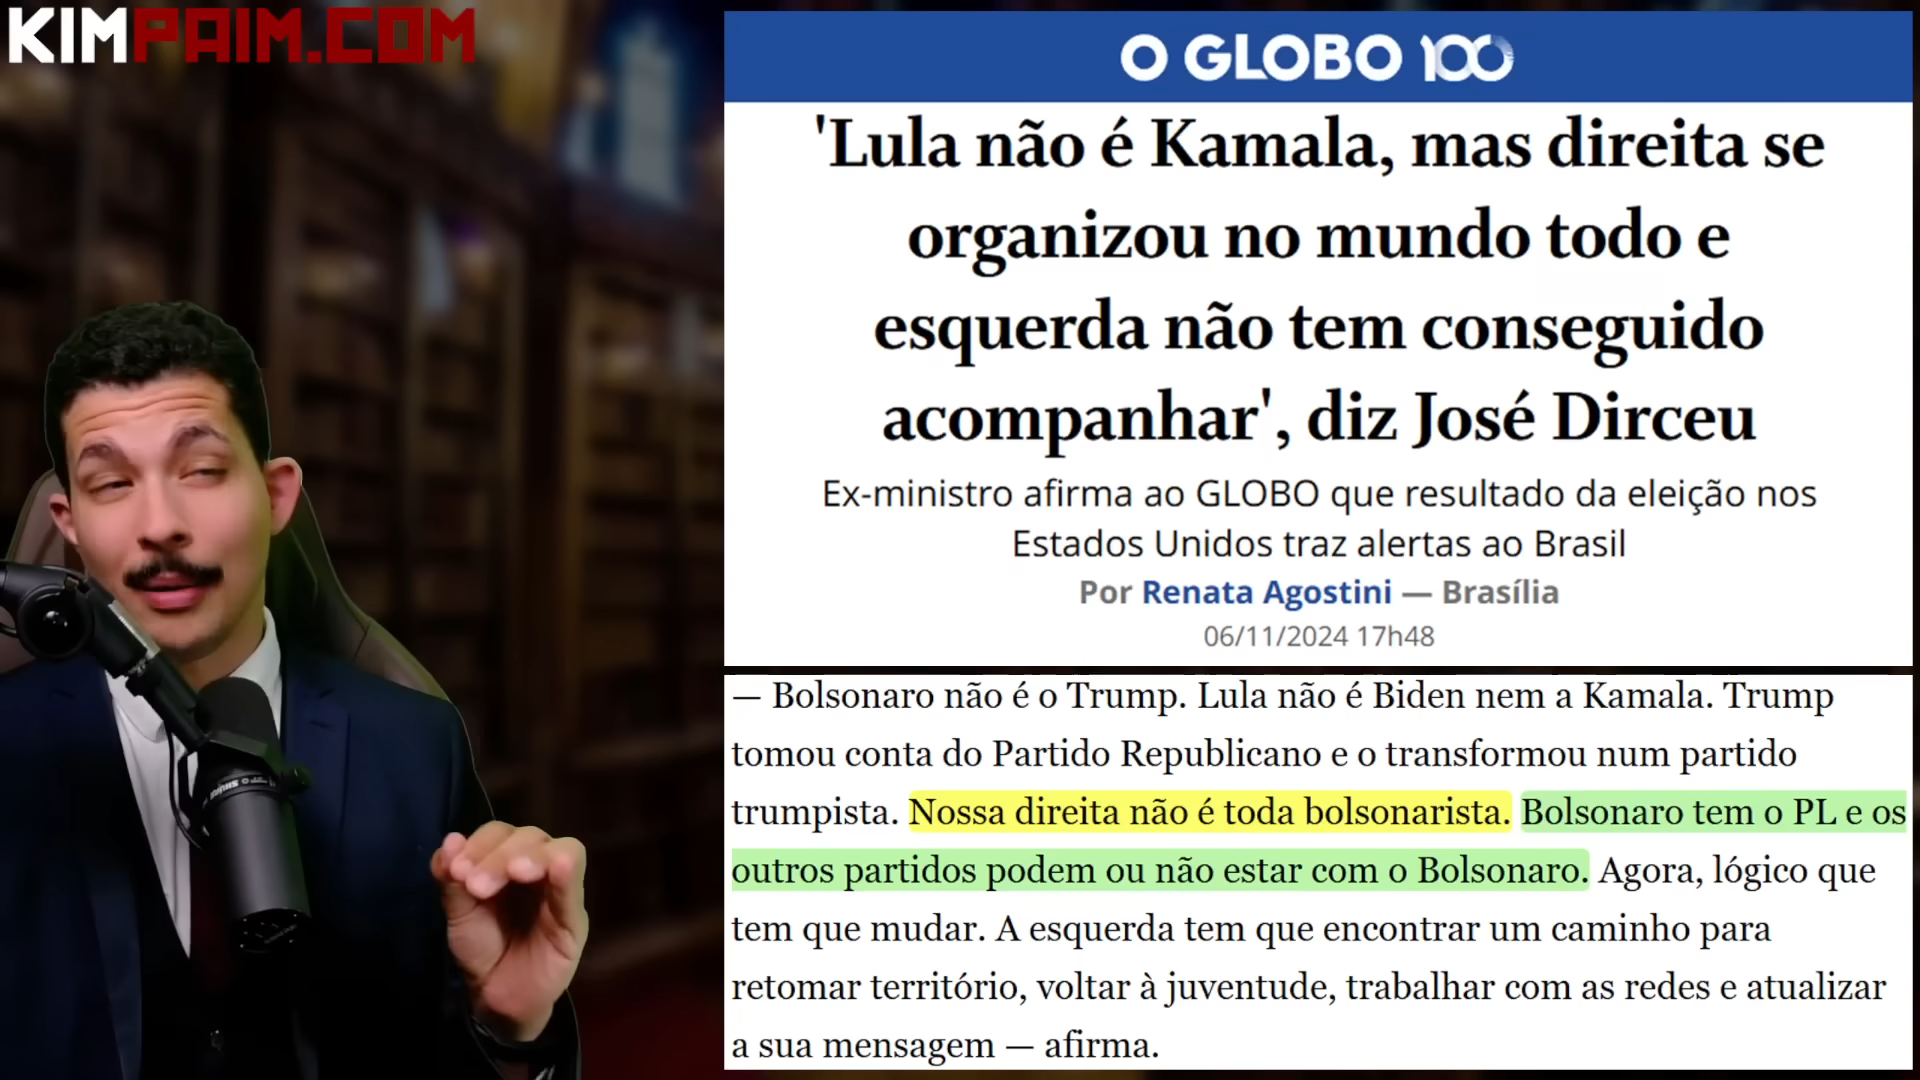 KIMPAIM.COM
O GLOBO 100
'Lula não é Kamala, mas direita se
organizou no mundo todo e
esquerda não tem conseguido
acompanhar', diz José Dirceu
Ex-ministro afirma ao GLOBO que resultado da eleição nos
Estados Unidos traz alertas ao Brasil
Por Renata Agostini — Brasília
06/11/2024 17h48
— Bolsonaro não é o Trump. Lula não é Biden nem a Kamala. Trump
tomou conta do Partido Republicano e o transformou num partido
trumpista. Nossa direita não é toda bolsonarista. Bolsonaro tem o PL e os
outros partidos podem ou não estar com o Bolsonaro. Agora, lógico que
tem que mudar. A esquerda tem que encontrar um caminho para
retomar território, voltar à juventude, trabalhar com as redes e atualizar
a sua mensagem — afirma.